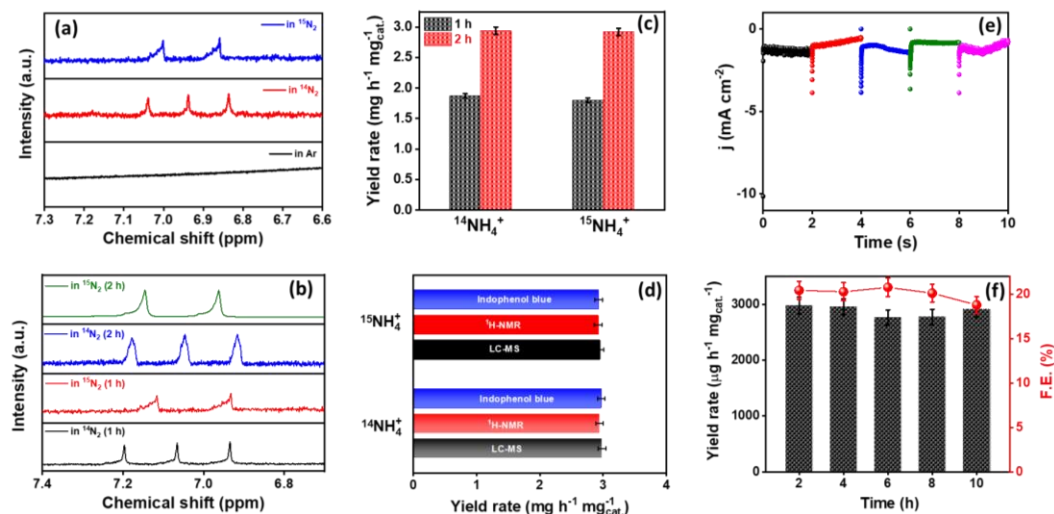 (a)
in ¹⁵N₂
in ¹⁴N₂
in Ar
Intensity (a.u.)
7.3 7.2 7.1 7.0 6.9 6.8 6.7 6.6
Chemical shift (ppm)
(c)
1 h
2 h
Yield rate (mg h⁻¹ mg⁻¹cat.)
3.0
2.5
2.0
1.5
1.0
0.5
0.0
¹⁴NH₄⁺ ¹⁵NH₄⁺
(e)
j (mA cm⁻²)
0
-5
-10
0 2 4 6 8 10
Time (s)
(b)
in ¹⁵N₂ (2 h)
in ¹⁴N₂ (2 h)
in ¹⁵N₂ (1 h)
in ¹⁴N₂ (1 h)
Intensity (a.u.)
7.4 7.2 7.0 6.8
Chemical shift (ppm)
(d)
¹⁵NH₄⁺
Indophenol blue
¹H-NMR
LC-MS
¹⁴NH₄⁺
Indophenol blue
¹H-NMR
LC-MS
0 1 2 3 4
Yield rate (mg h⁻¹ mg⁻¹cat.)
(f)
Yield rate (µg h⁻¹ mgcat.⁻¹)
3000
2000
1000
0
2 4 6 8 10
Time (h)
20
15
10
5
0
F.E. (%)